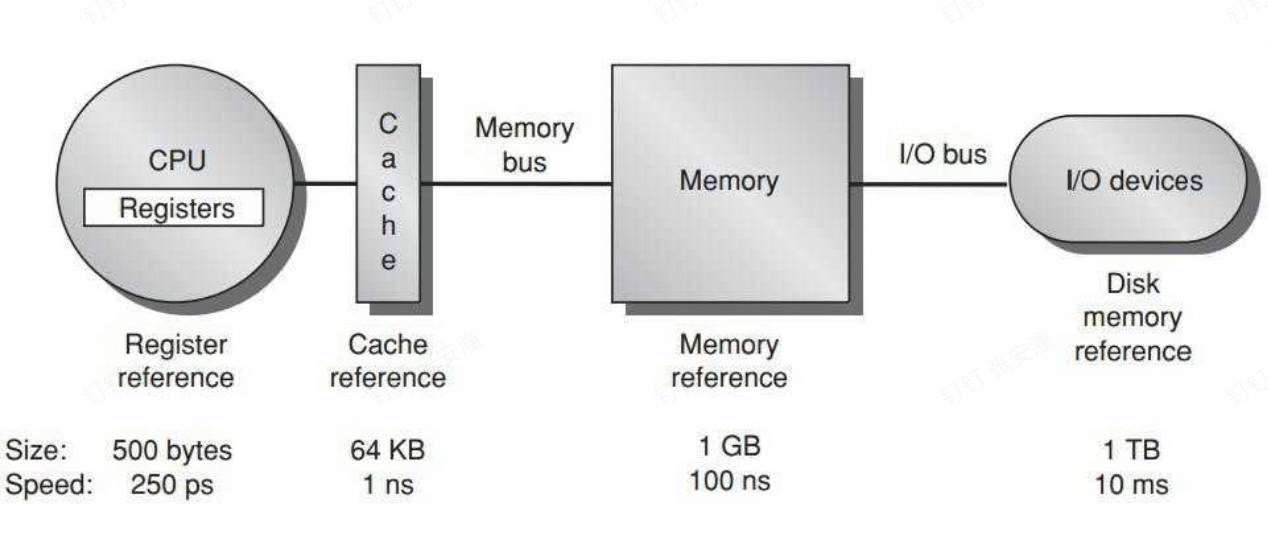 CPU
Registers
C
a
c
h
e
Memory
bus
Memory
I/O bus
I/O devices
Register
reference
Cache
reference
Memory
reference
Disk
memory
reference
Size: 500 bytes 64 KB 1 GB 1 TB
Speed: 250 ps 1 ns 100 ns 10 ms